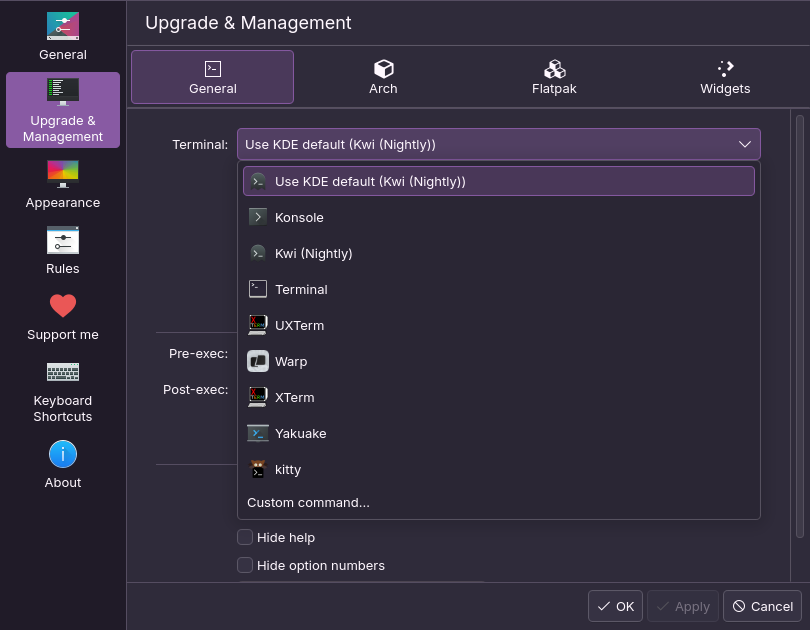 Upgrade & Management
General
Upgrade &
Management
Appearance
Rules
Support me
Keyboard
Shortcuts
About
General
Arch
Flatpak
Widgets
Terminal:
Use KDE default (Kwi (Nightly))
Use KDE default (Kwi (Nightly))
Konsole
Kwi (Nightly)
Terminal
UXTerm
Warp
XTerm
Yakuake
kitty
Custom command...
Pre-exec:
Post-exec:
Hide help
Hide option numbers
OK
Apply
Cancel